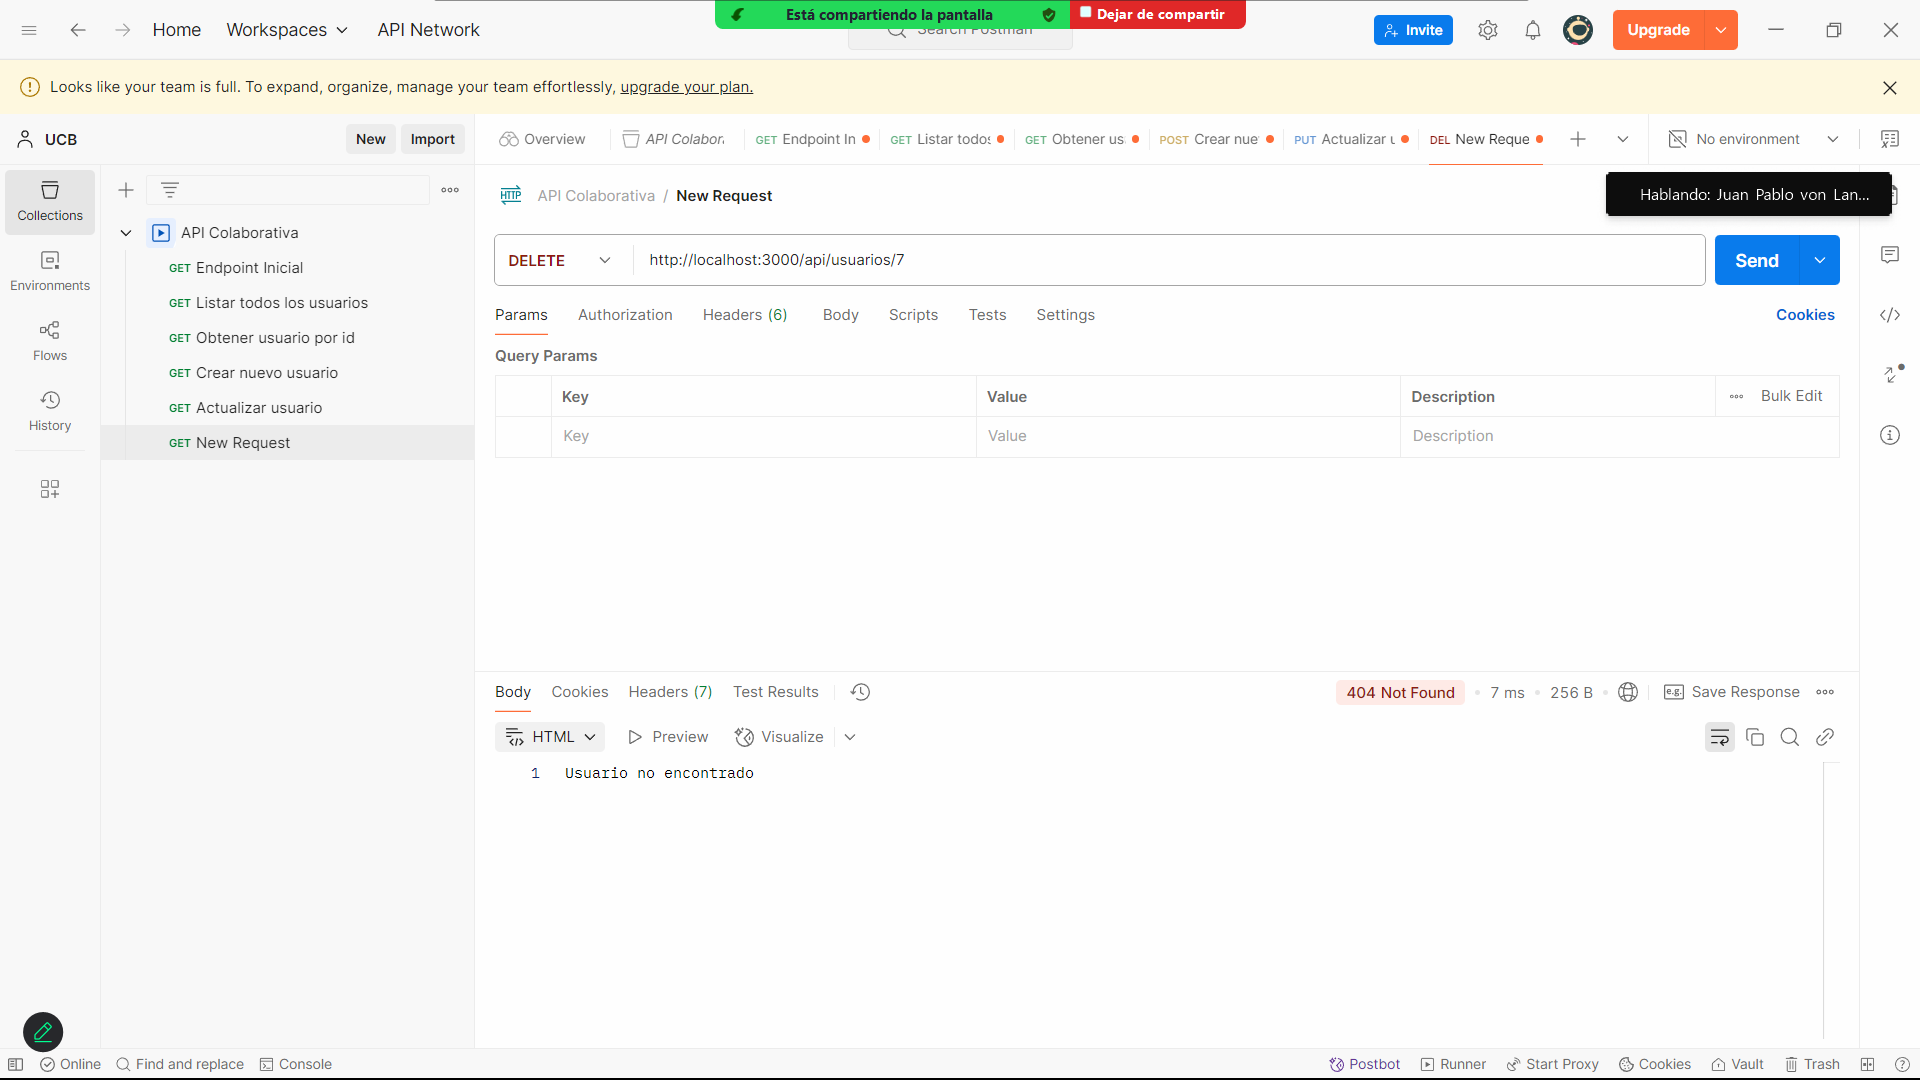 Home
Workspaces
API Network
Está compartiendo la pantalla
Dejar de compartir
Search Postman
Invite
Upgrade
Looks like your team is full. To expand, organize, manage your team effortlessly, upgrade your plan.
UCB
New
Import
Overview
API Colabor
GET Endpoint In
GET Listar todos
GET Obtener us
POST Crear nue
PUT Actualizar u
DEL New Reque
No environment
Collections
Environments
Flows
History
API Colaborativa
GET Endpoint Inicial
GET Listar todos los usuarios
GET Obtener usuario por id
GET Crear nuevo usuario
GET Actualizar usuario
GET New Request
HTTP API Colaborativa / New Request
Hablando: Juan Pablo von Lan...
DELETE
http://localhost:3000/api/usuarios/7
Send
Params
Authorization
Headers (6)
Body
Scripts
Tests
Settings
Cookies
Query Params
Key
Value
Description
Bulk Edit
Key
Value
Description
Body
Cookies
Headers (7)
Test Results
404 Not Found
7 ms
256 B
e.g. Save Response
HTML
Preview
Visualize
1 Usuario no encontrado
Online
Find and replace
Console
Postbot
Runner
Start Proxy
Cookies
Vault
Trash